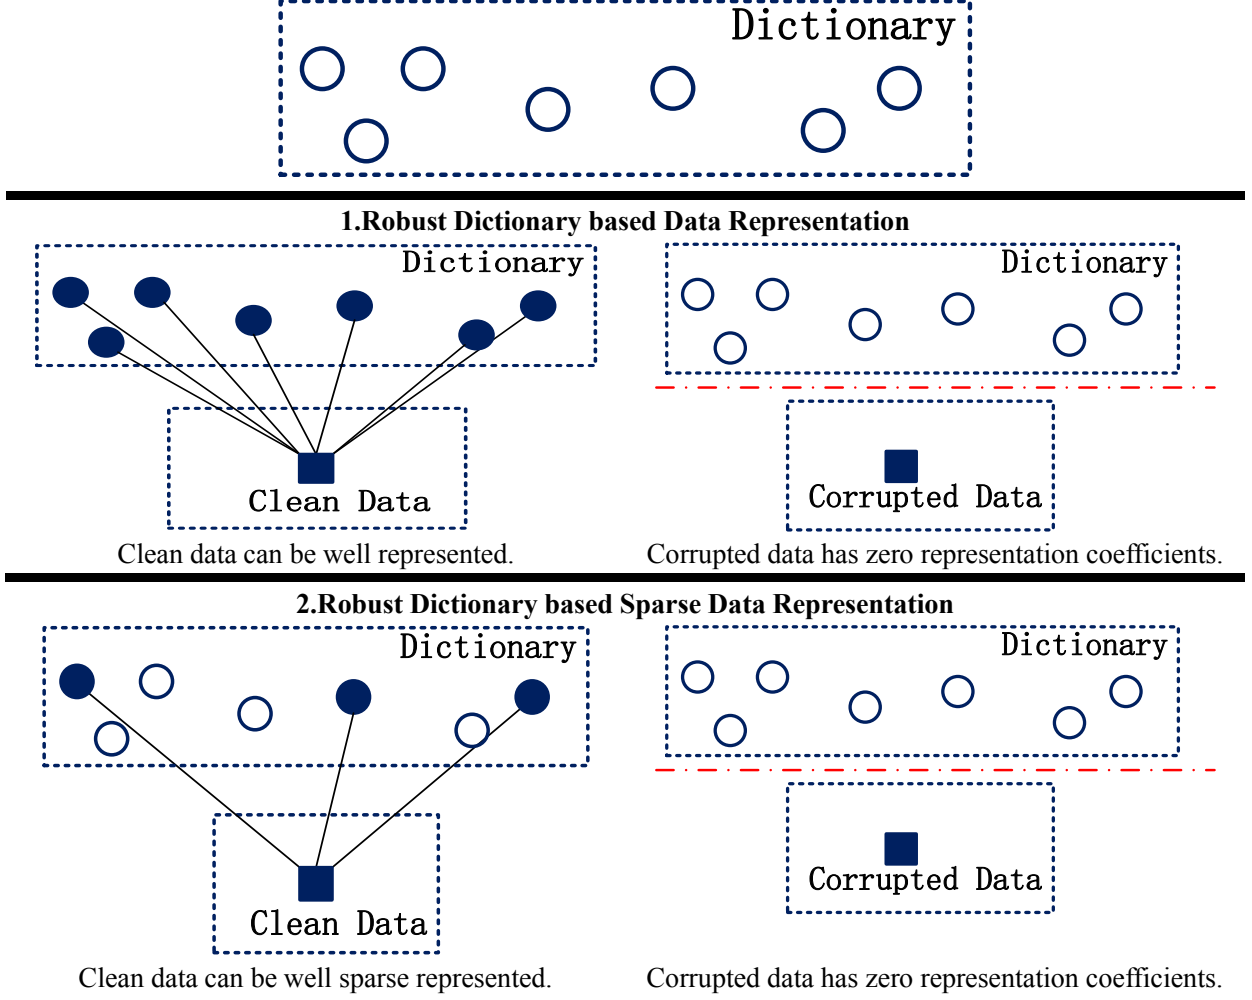 Dictionary
1.Robust Dictionary based Data Representation
Dictionary
Dictionary
Clean Data
Corrupted Data
Clean data can be well represented.
Corrupted data has zero representation coefficients.
2.Robust Dictionary based Sparse Data Representation
Dictionary
Dictionary
Clean Data
Corrupted Data
Clean data can be well sparse represented.
Corrupted data has zero representation coefficients.